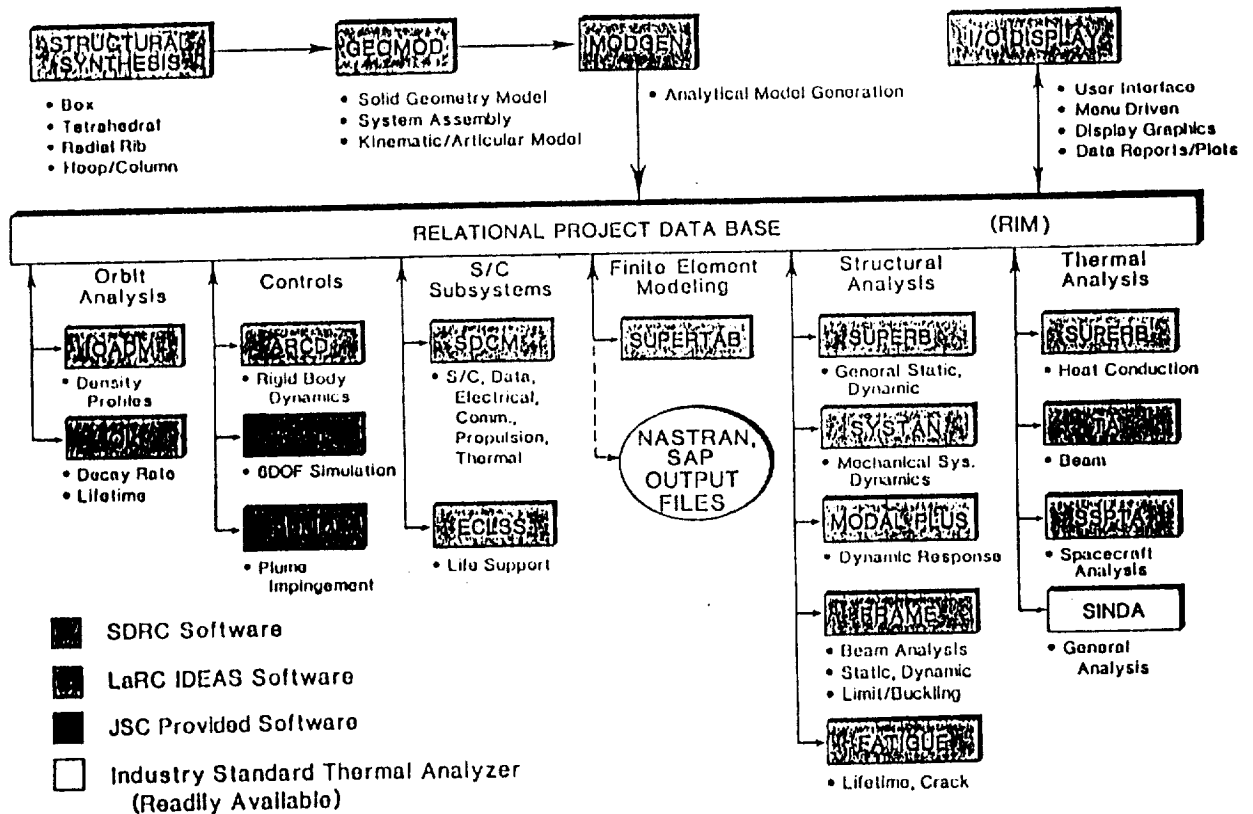 STRUCTURAL
SYNTHESIS
• Box
• Tetrahedral
• Radial Rib
• Hoop/Column
GEOMOD
• Solid Geometry Model
• System Assembly
• Kinematic/Articular Model
MODGEN
• Analytical Model Generation
I/O DISPLAY
• User Interface
• Menu Driven
• Display Graphics
• Data Reports/Plots
RELATIONAL PROJECT DATA BASE (RIM)
Orbit
Analysis
• Density
Profiles
• Decay Rate
• Lifetime
Controls
ARCD
• Rigid Body
Dynamics
• 6DOF Simulation
• Plume
Impingement
S/C
Subsystems
SDCM
• S/C, Data,
Electrical,
Comm.,
Propulsion,
Thermal
ECLSS
• Life Support
Finite Element
Modeling
SUPERTAB
NASTRAN,
SAP
OUTPUT
FILES
Structural
Analysis
SUPERB
• General Static,
Dynamic
SYSTAN
• Mechanical Sys.
Dynamics
MODAL PLUS
• Dynamic Response
FRAME
• Beam Analysis
• Static, Dynamic
• Limit/Buckling
FATIGUE
• Lifetime, Crack
Thermal
Analysis
SUPERB
• Heat Conduction
TA
• Beam
SSPTA
• Spacecraft
Analysis
SINDA
• General
Analysis
SDRC Software
LaRC IDEAS Software
JSC Provided Software
Industry Standard Thermal Analyzer
(Readily Available)